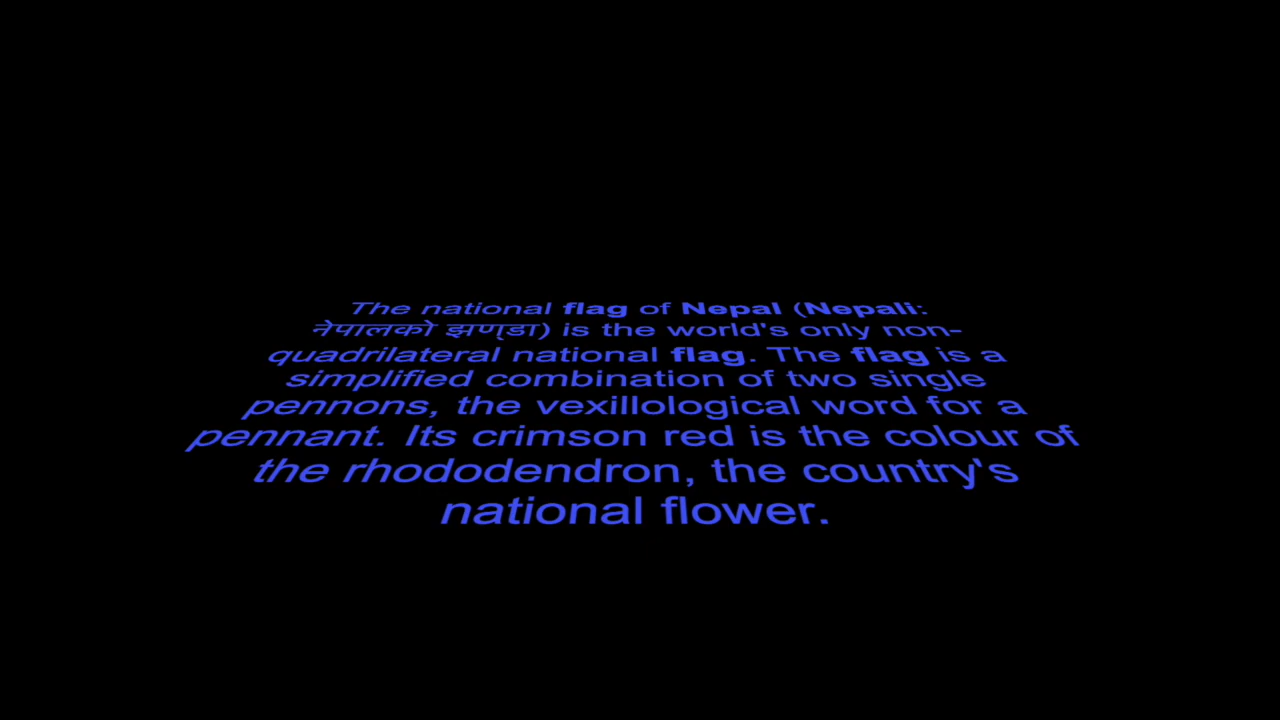 The national flag of Nepal (Nepali:
नेपालको झण्डा) is the world's only non-
quadrilateral national flag. The flag is a
simplified combination of two single
pennons, the vexillological word for a
pennant. Its crimson red is the colour of
the rhododendron, the country's
national flower.